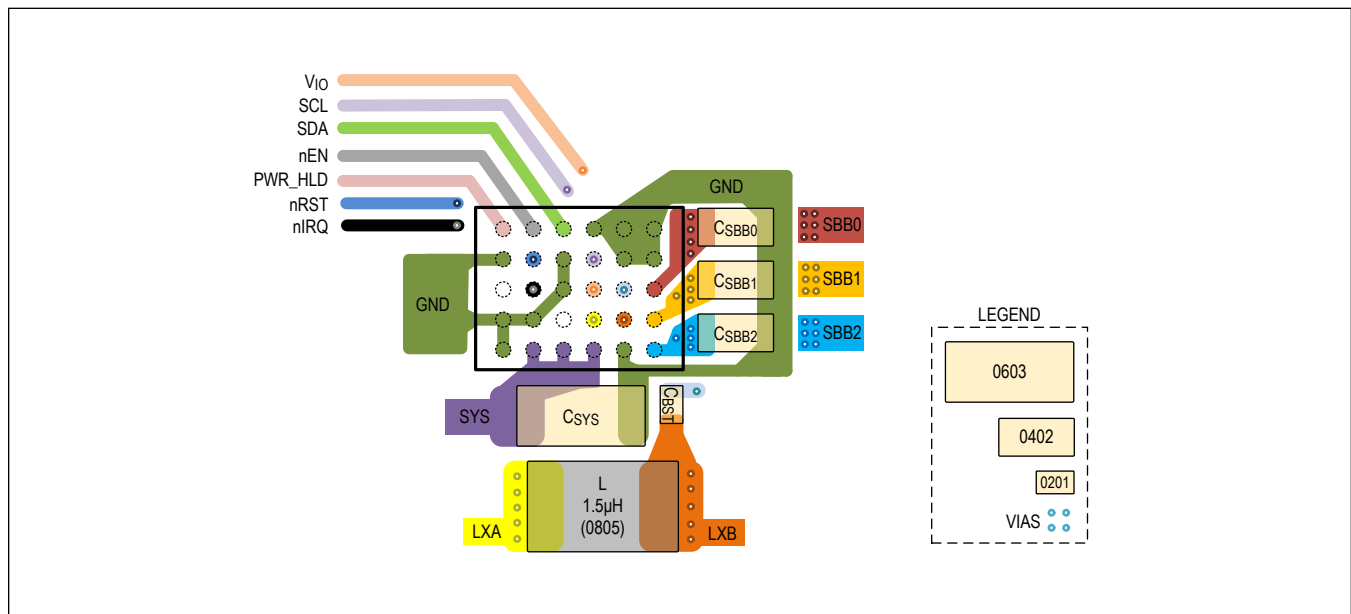 VIO
SCL
SDA
nEN
PWR_HLD
nRST
nIRQ
GND
CSBB0
SBB0
CSBB1
SBB1
GND
CSBB2
SBB2
SYS
CSYS
CBST
L
1.5µH
(0805)
LXA
LXB
LEGEND
0603
0402
0201
VIAS